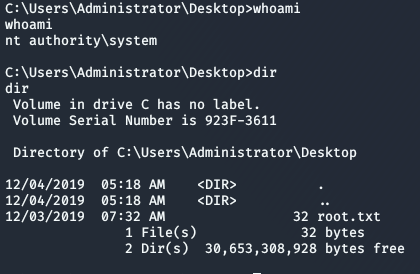 C:\Users\Administrator\Desktop>whoami
whoami
nt authority\system
C:\Users\Administrator\Desktop>dir
dir
 Volume in drive C has no label.
 Volume Serial Number is 923F-3611
 Directory of C:\Users\Administrator\Desktop
12/04/2019  05:18 AM    <DIR>          .
12/04/2019  05:18 AM    <DIR>          ..
12/03/2019  07:32 AM                32 root.txt
               1 File(s)             32 bytes
               2 Dir(s)  30,653,308,928 bytes free